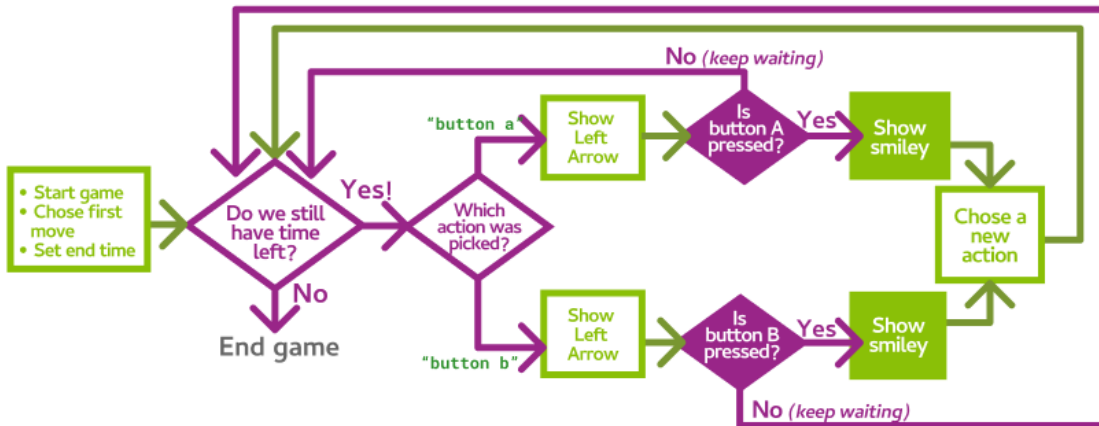 No (keep waiting)
"button a"
Show
Left
Arrow
Is
button A
pressed?
Yes
Show
smiley
• Start game
• Chose first
move
• Set end time
Do we still
have time
left?
Yes!
Which
action was
picked?
Chose a
new
action
No
End game
"button b"
Show
Left
Arrow
Is
button B
pressed?
Yes
Show
smiley
No (keep waiting)